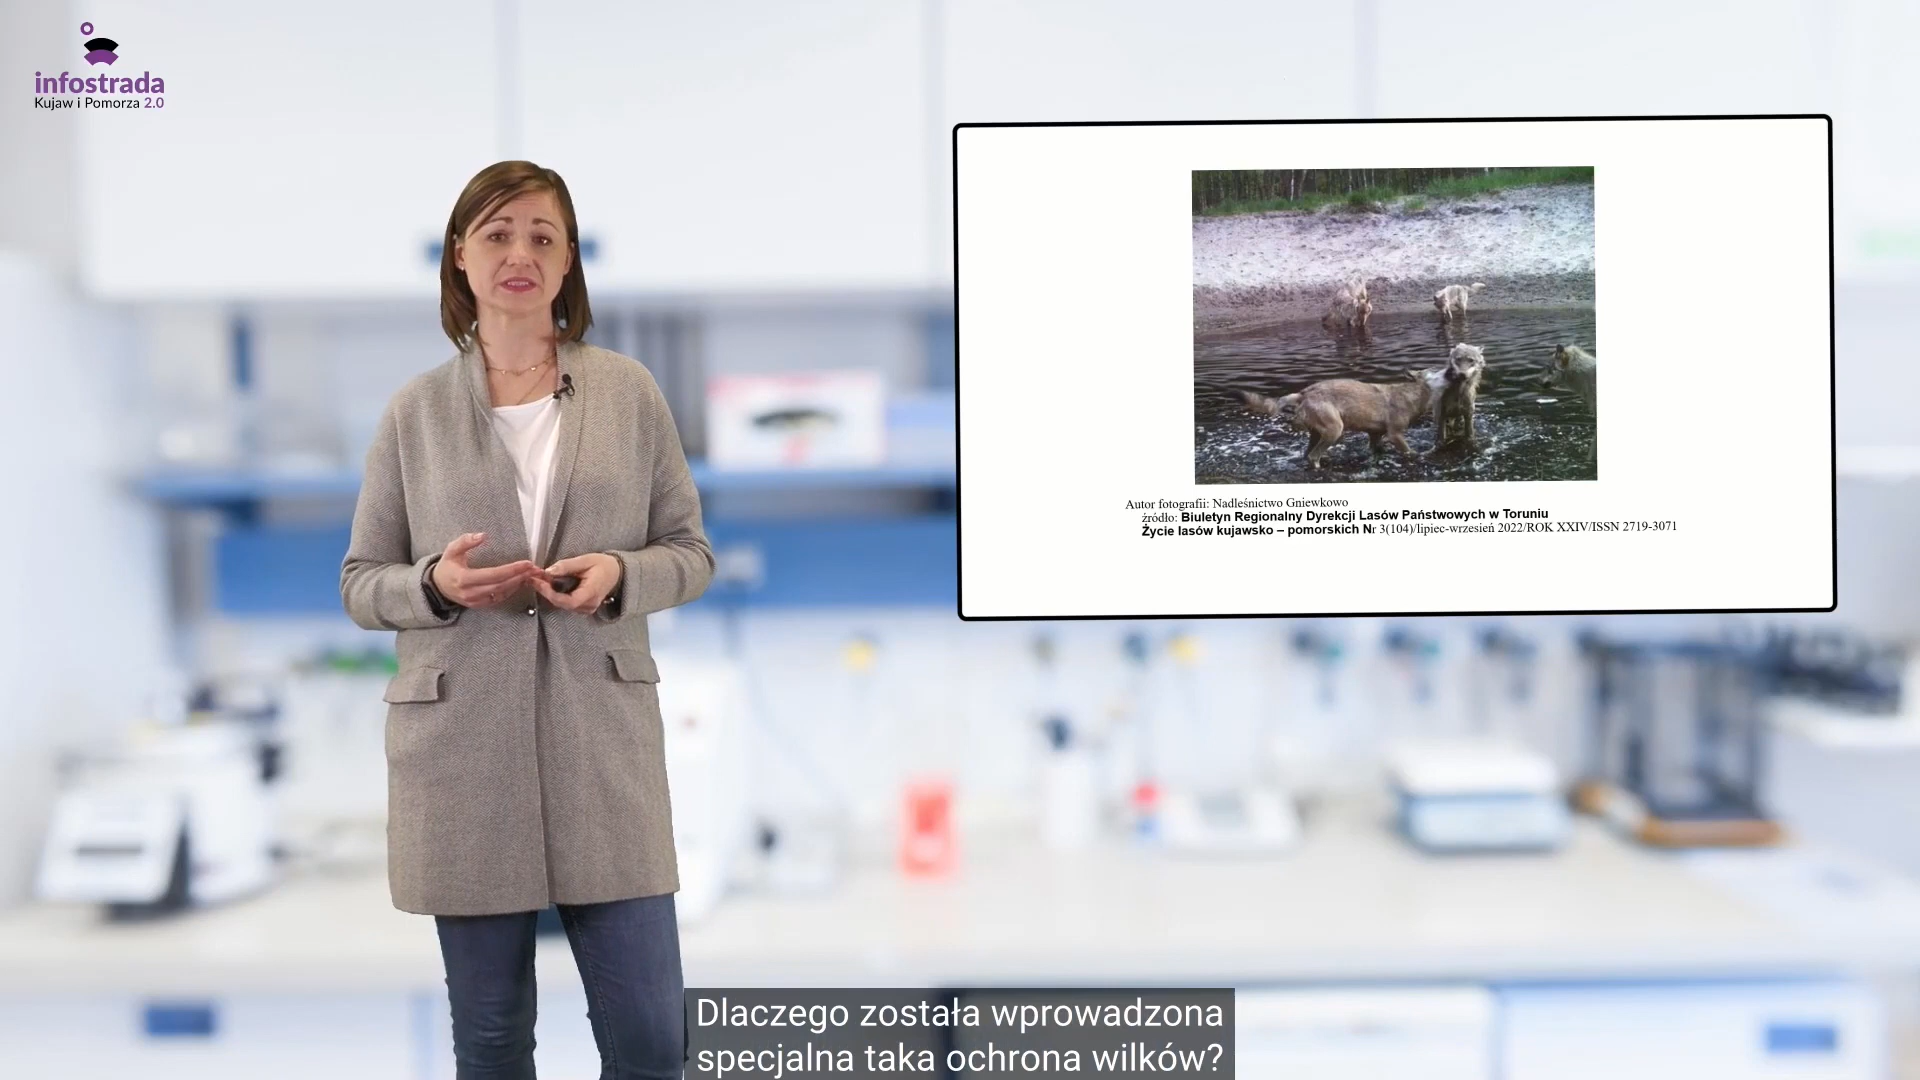 infostrada
Kujaw i Pomorza 2.0
Autor fotografii: Nadleśnictwo Gniewkowo
źródło: Biuletyn Regionalny Dyrekcji Lasów Państwowych w Toruniu
Życie lasów kujawsko – pomorskich Nr 3(104)/lipiec-wrzesień 2022/ROK XXIV/ISSN 2719-3071
Dlaczego została wprowadzona
specjalna taka ochrona wilków?